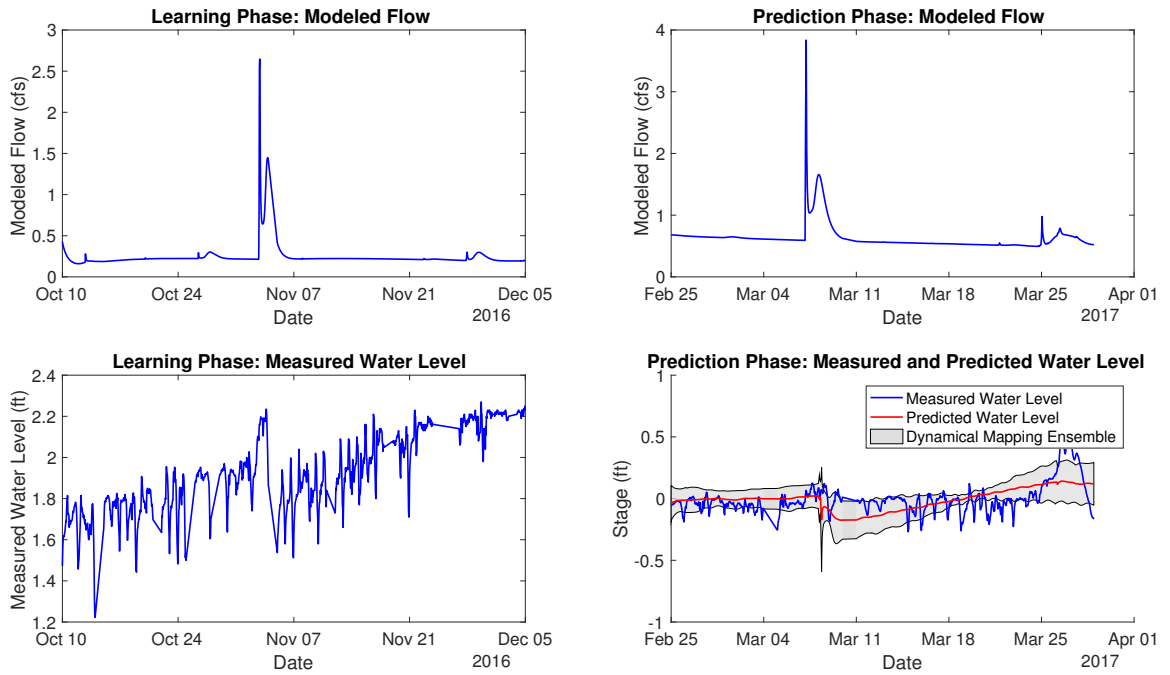 Learning Phase: Modeled Flow
Modeled Flow (cfs)
3
2.5
2
1.5
1
0.5
0
Oct 10 Oct 24 Nov 07 Nov 21 Dec 05
Date
2016
Prediction Phase: Modeled Flow
Modeled Flow (cfs)
4
3
2
1
0
Feb 25 Mar 04 Mar 11 Mar 18 Mar 25 Apr 01
Date
2017
Learning Phase: Measured Water Level
Measured Water Level (ft)
2.4
2.2
2
1.8
1.6
1.4
1.2
Oct 10 Oct 24 Nov 07 Nov 21 Dec 05
Date
2016
Prediction Phase: Measured and Predicted Water Level
Stage (ft)
1
0.5
0
-0.5
-1
Measured Water Level
Predicted Water Level
Dynamical Mapping Ensemble
Feb 25 Mar 04 Mar 11 Mar 18 Mar 25 Apr 01
Date
2017